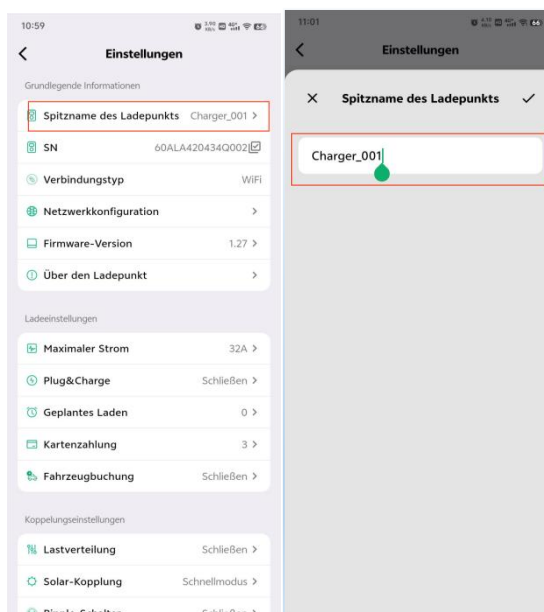 10:59
Einstellungen
Grundlegende Informationen
Spitzname des Ladepunkts Charger_001 >
SN 60ALA420434Q002
Verbindungstyp WiFi
Netzwerkkonfiguration >
Firmware-Version 1.27 >
Über den Ladepunkt >
Ladeeinstellungen
Maximaler Strom 32A >
Plug&Charge Schließen >
Geplantes Laden 0 >
Kartenzahlung 3 >
Fahrzeugbuchung Schließen >
Koppelungseinstellungen
Lastverteilung Schließen >
Solar-Kopplung Schnellmodus >
11:01
Einstellungen
Spitzname des Ladepunkts
Charger_001